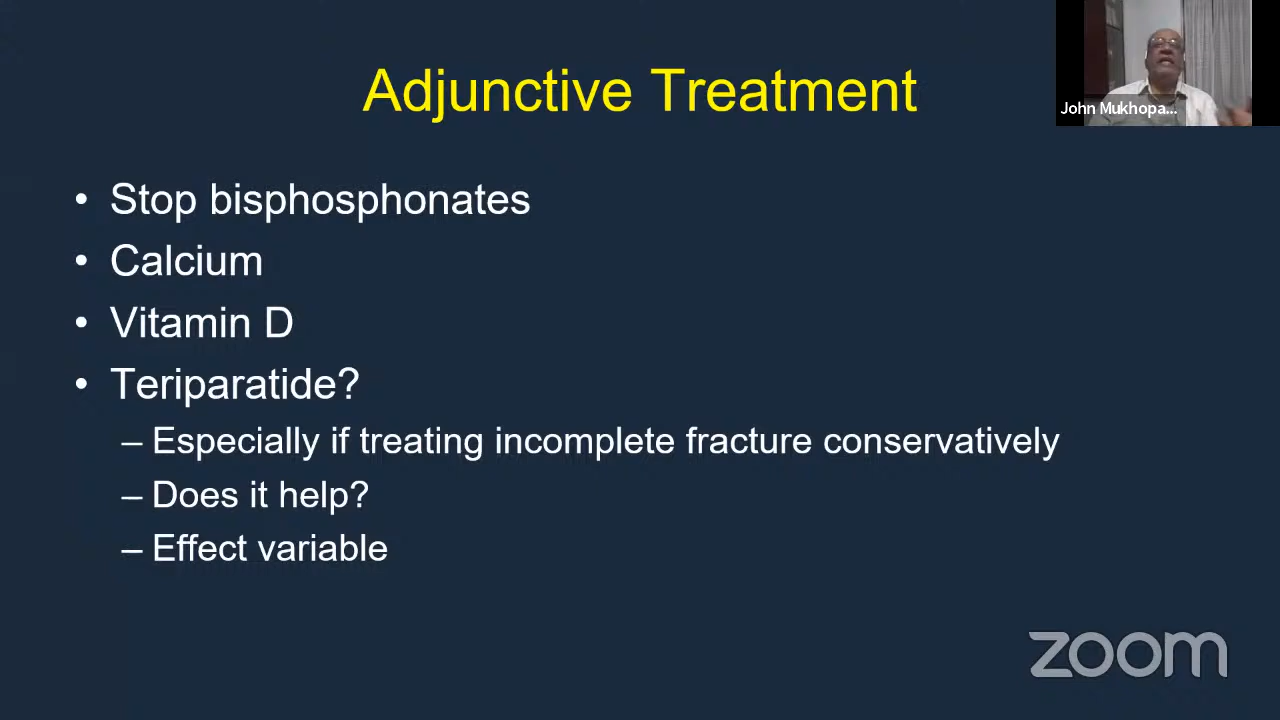 Adjunctive Treatment
John Mukhopa...
• Stop bisphosphonates
• Calcium
• Vitamin D
• Teriparatide?
– Especially if treating incomplete fracture conservatively
– Does it help?
– Effect variable
zoom